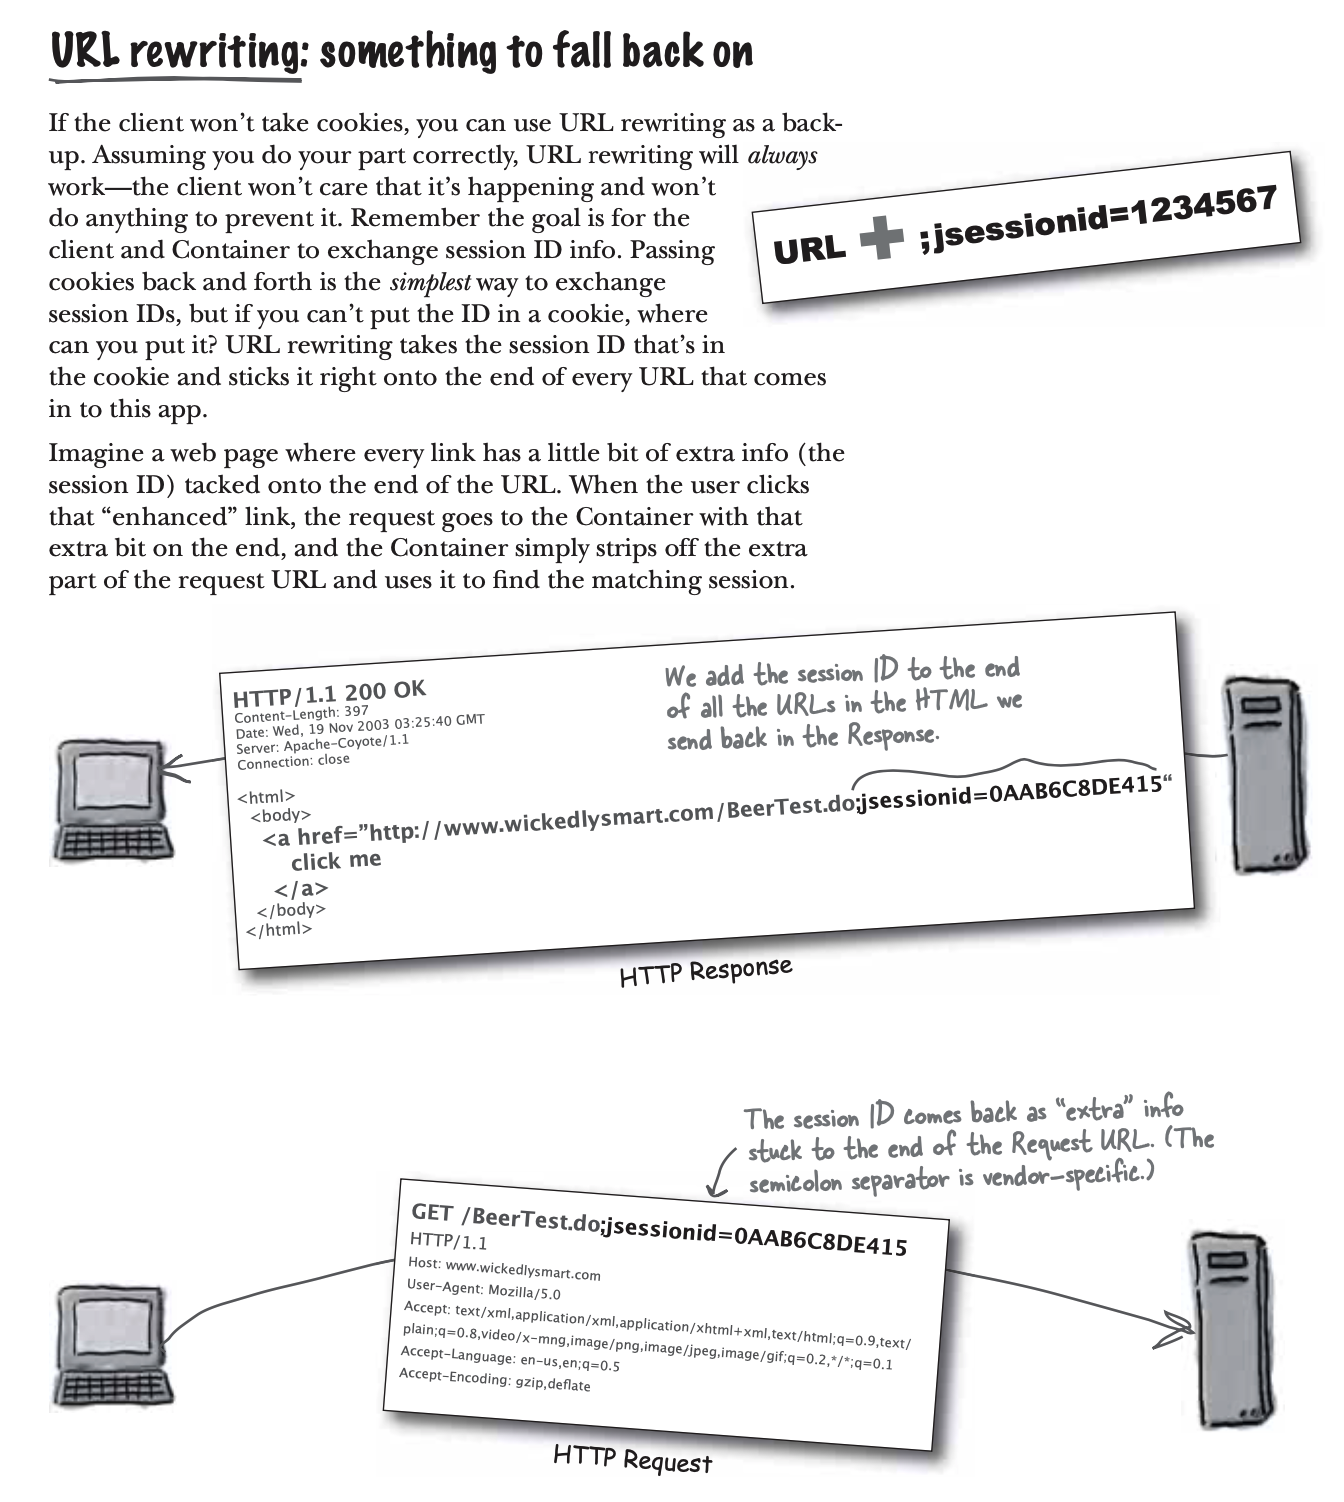 URL rewriting: something to fall back on
If the client won't take cookies, you can use URL rewriting as a back-
up. Assuming you do your part correctly, URL rewriting will always
work—the client won't care that it's happening and won't
do anything to prevent it. Remember the goal is for the
client and Container to exchange session ID info. Passing
cookies back and forth is the simplest way to exchange
session IDs, but if you can't put the ID in a cookie, where
can you put it? URL rewriting takes the session ID that's in
the cookie and sticks it right onto the end of every URL that comes
in to this app.
URL + ;jsessionid=1234567
Imagine a web page where every link has a little bit of extra info (the
session ID) tacked onto the end of the URL. When the user clicks
that “enhanced” link, the request goes to the Container with that
extra bit on the end, and the Container simply strips off the extra
part of the request URL and uses it to find the matching session.
HTTP/1.1 200 OK
Content-Length: 397
Date: Wed, 19 Nov 2003 03:25:40 GMT
Server: Apache-Coyote/1.1
Connection: close
We add the session ID to the end
of all the URLs in the HTML we
send back in the Response.
<html>
<body>
<a href=”http://www.wickedlysmart.com/BeerTest.do;jsessionid=0AAB6C8DE415“
click me
</a>
</body>
</html>
HTTP Response
The session ID comes back as “extra” info
stuck to the end of the Request URL. (The
semicolon separator is vendor-specific.)
GET /BeerTest.do;jsessionid=0AAB6C8DE415
HTTP/1.1
Host: www.wickedlysmart.com
User-Agent: Mozilla/5.0
Accept: text/xml,application/xml,application/xhtml+xml,text/html;q=0.9,text/
plain;q=0.8,video/x-mng,image/png,image/jpeg,image/gif;q=0.2,*/*;q=0.1
Accept-Language: en-us,en;q=0.5
Accept-Encoding: gzip,deflate
HTTP Request